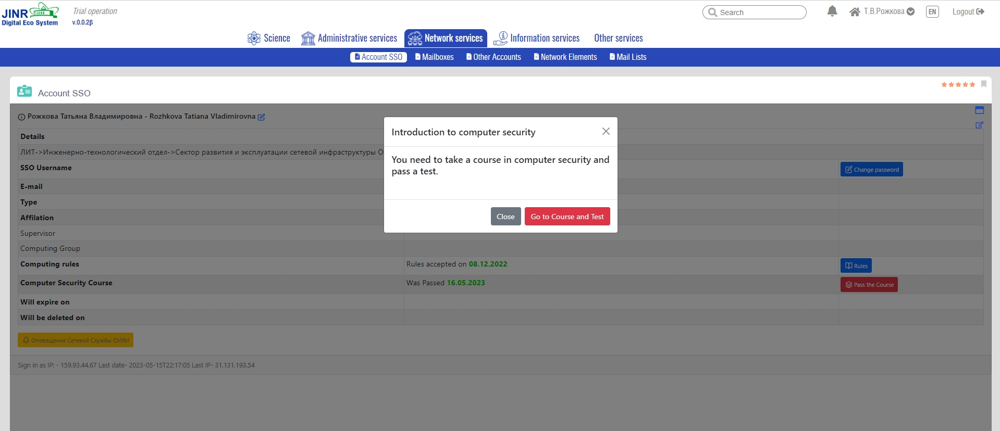 JINR
Digital Eco System
Trial operation
v.0.0.2β
Search
Т.В.Рожкова
EN
Logout
Science
Administrative services
Network services
Information services
Other services
Account SSO
Mailboxes
Other Accounts
Network Elements
Mail Lists
Account SSO
Рожкова Татьяна Владимировна - Rozhkova Tatiana Vladimirovna
Details
ЛИТ->Инженерно-технологический отдел->Сектор развития и эксплуатации сетевой инфраструктуры О
SSO Username
Change password
E-mail
Type
Affilation
Supervisor
Computing Group
Computing rules
Rules accepted on 08.12.2022
Rules
Computer Security Course
Was Passed 16.05.2023
Pass the Course
Will expire on
Will be deleted on
Оповещения Сетевой Службы ОИЯИ
Sign in as IP: - 159.93.44.67 Last date- 2023-05-15T22:17:05 Last IP- 31.131.193.54
Introduction to computer security
You need to take a course in computer security and
pass a test.
Close
Go to Course and Test